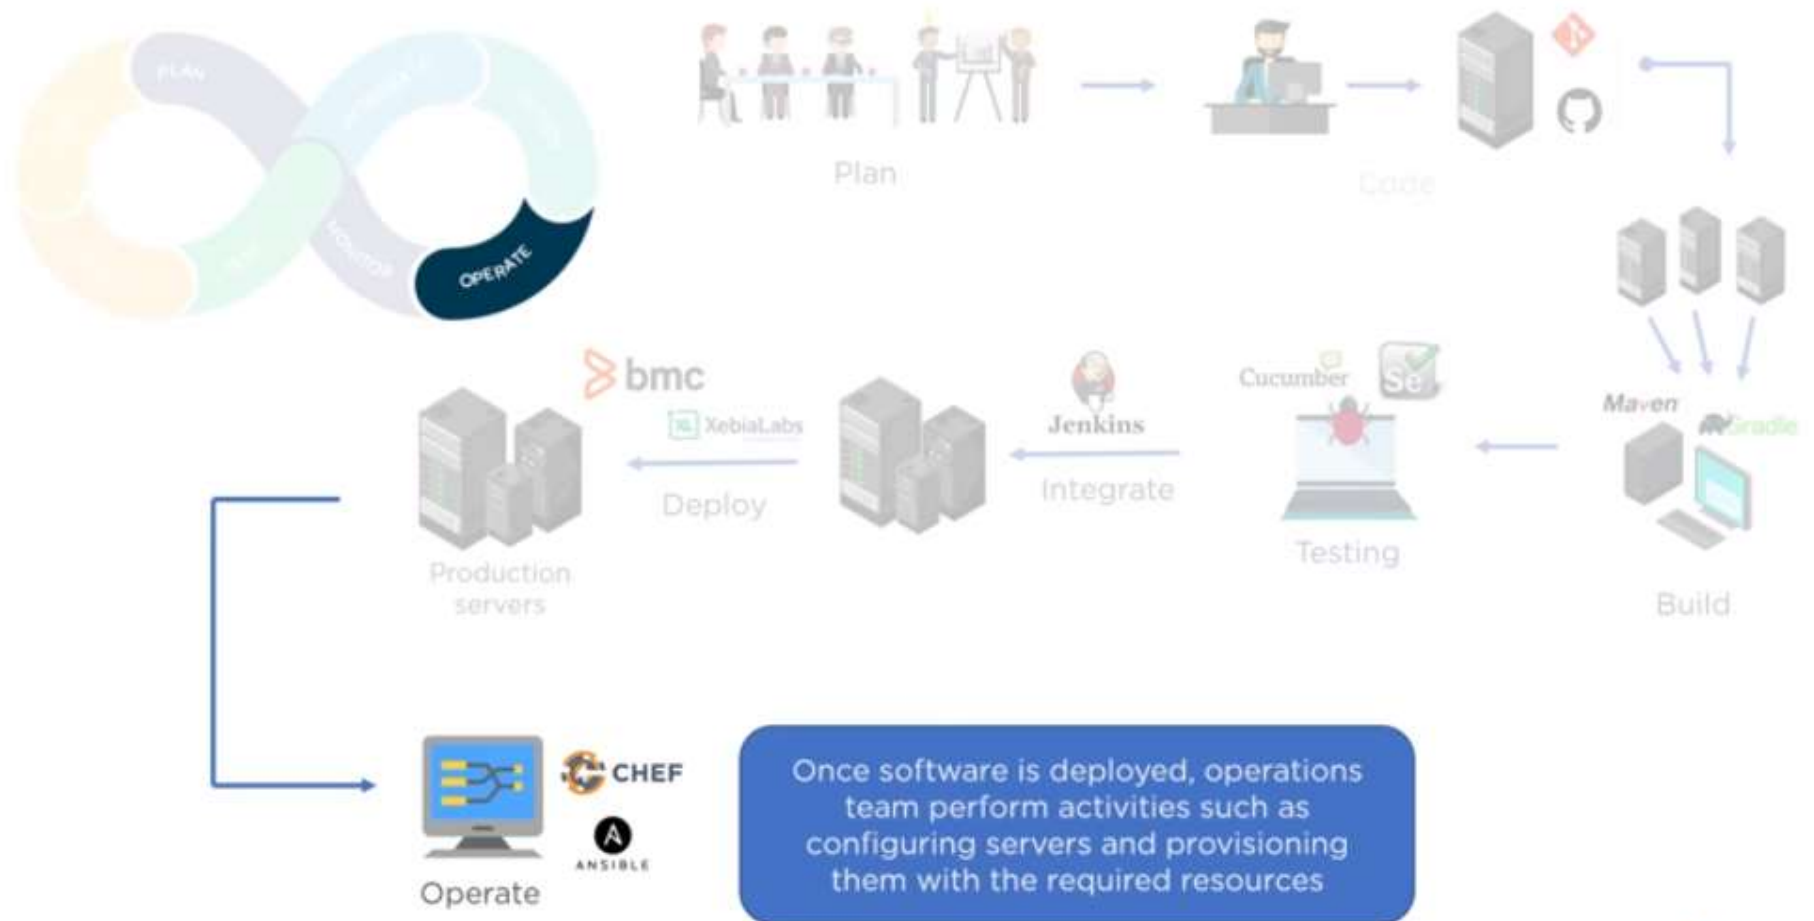 PLAN
MONITOR
OPERATE
Plan
Code
bmc
XebiaLabs
Deploy
Production
servers
Jenkins
Integrate
Cucumber
Se
Testing
Maven
Gradle
Build
CHEF
ANSIBLE
Operate
Once software is deployed, operations
team perform activities such as
configuring servers and provisioning
them with the required resources